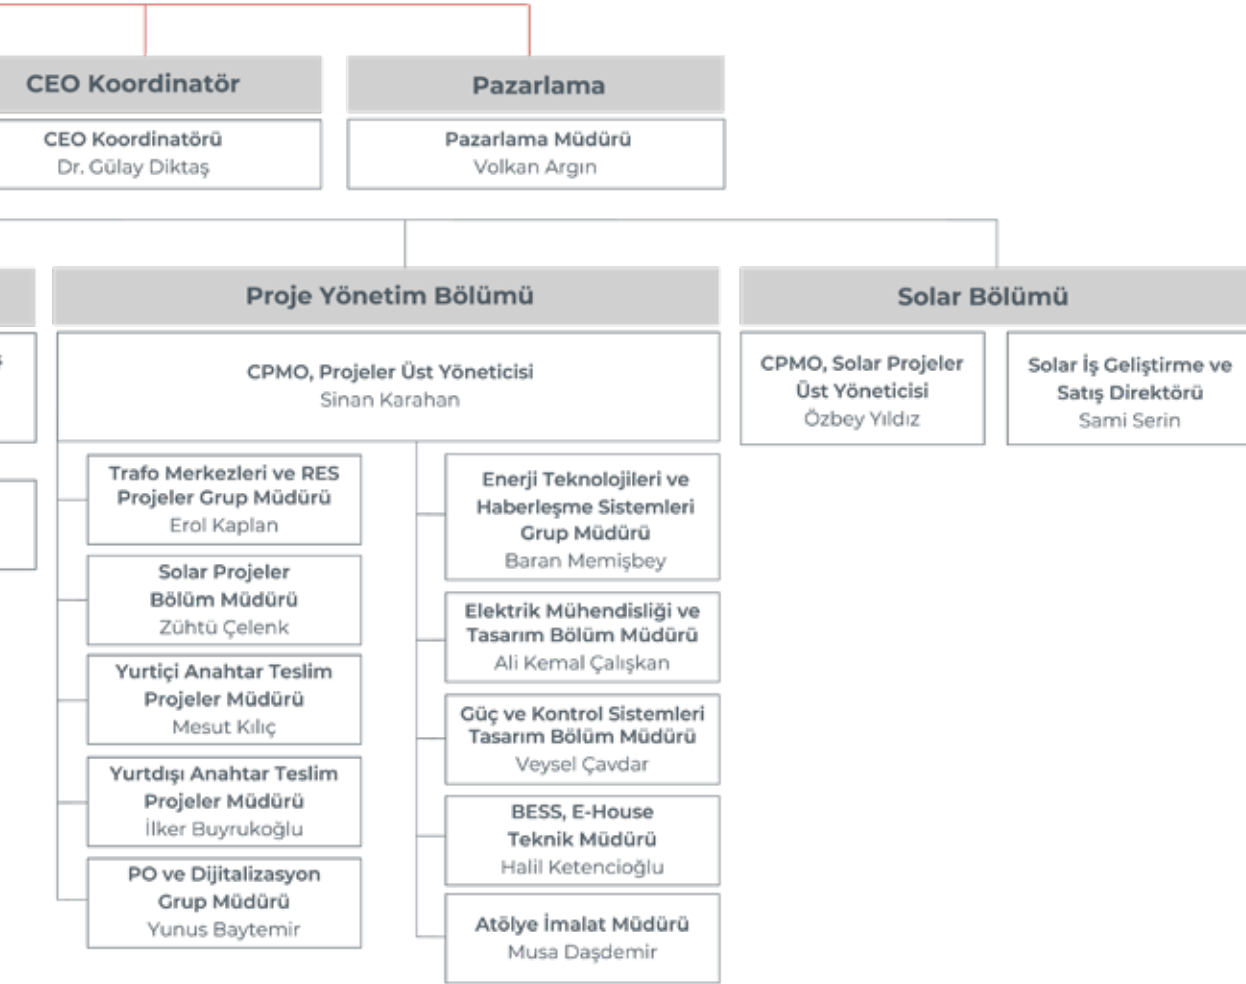 CEO Koordinatör
CEO Koordinatörü
Dr. Gülay Diktaş
Pazarlama
Pazarlama Müdürü
Volkan Argın
Proje Yönetim Bölümü
CPMO, Projeler Üst Yöneticisi
Sinan Karahan
Trafo Merkezleri ve RES
Projeler Grup Müdürü
Erol Kaplan
Solar Projeler
Bölüm Müdürü
Zühtü Çelenk
Yurtiçi Anahtar Teslim
Projeler Müdürü
Mesut Kılıç
Yurtdışı Anahtar Teslim
Projeler Müdürü
İlker Buyrukoğlu
PO ve Dijitalizasyon
Grup Müdürü
Yunus Baytemir
Enerji Teknolojileri ve
Haberleşme Sistemleri
Grup Müdürü
Baran Memişbey
Elektrik Mühendisliği ve
Tasarım Bölüm Müdürü
Ali Kemal Çalışkan
Güç ve Kontrol Sistemleri
Tasarım Bölüm Müdürü
Veysel Çavdar
BESS, E-House
Teknik Müdürü
Halil Ketencioğlu
Atölye İmalat Müdürü
Musa Daşdemir
Solar Bölümü
CPMO, Solar Projeler
Üst Yöneticisi
Özbey Yıldız
Solar İş Geliştirme ve
Satış Direktörü
Sami Serin